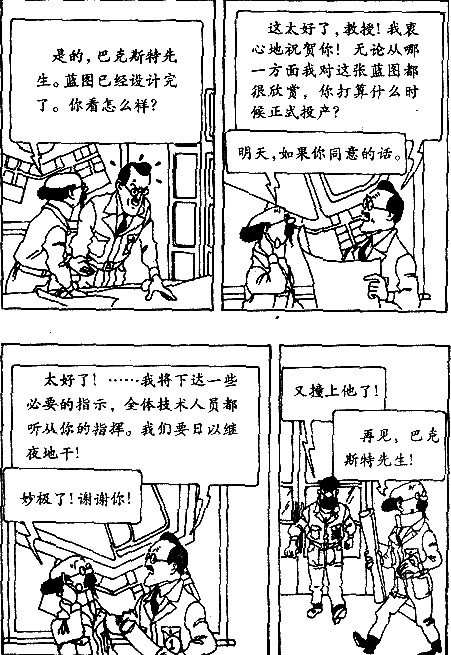 是的，巴克斯特先
生。蓝图已经设计完
了。你看怎么样？
这太好了，教授！我衷
心地祝贺你！无论从哪
一方面我对这张蓝图都
很欣赏，你打算什么时
候正式投产？
明天，如果你同意的话。
太好了！……我将下达一些
必要的指示，全体技术人员都
听从你的指挥。我们要日以继
夜地干！
妙极了！谢谢你！
又撞上他了！
再见，巴克
斯特先生！